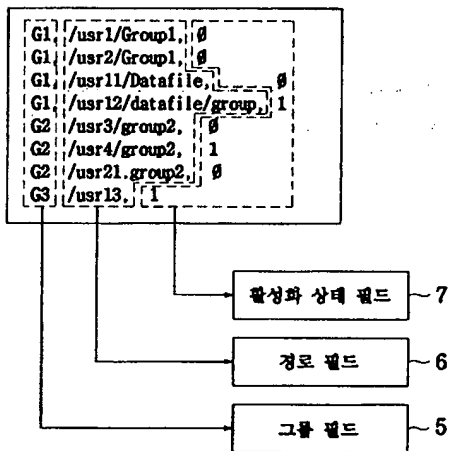 G1, /usr1/Group1, Ø
G1, /usr2/Group1, Ø
G1, /usr11/Datafile, Ø
G1, /usr12/datafile/group, 1
G2 /usr3/group2, Ø
G2 /usr4/group2, 1
G2 /usr21.group2, Ø
G3 /usr13, 1
활성화 상태 필드 7
경로 필드 6
그룹 필드 5